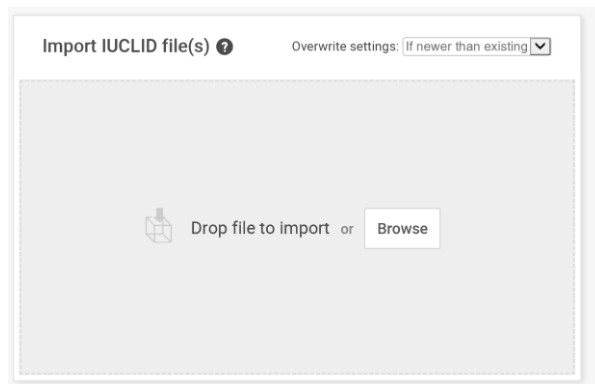 Import IUCLID file(s) ? Overwrite settings: If newer than existing
Drop file to import or Browse